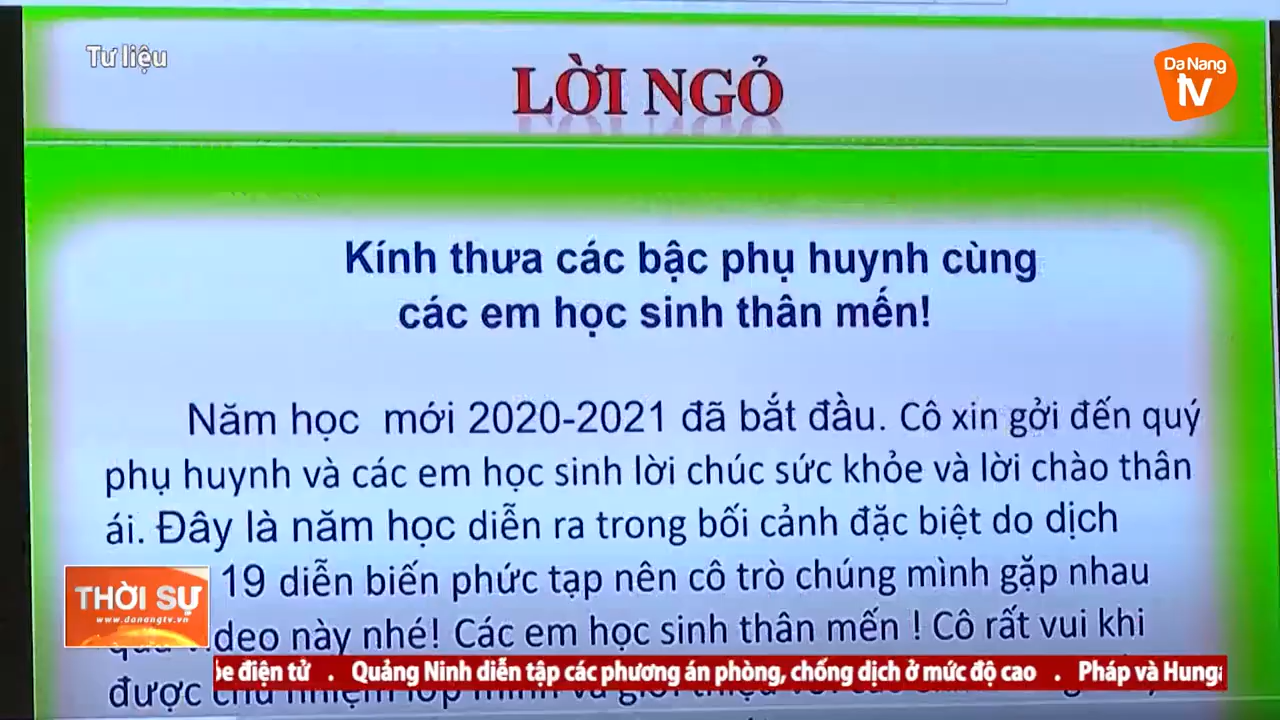 Tư liệu
Da Nang
tv
LỜI NGỎ
Kính thưa các bậc phụ huynh cùng
các em học sinh thân mến!
Năm học mới 2020-2021 đã bắt đầu. Cô xin gởi đến quý
phụ huynh và các em học sinh lời chúc sức khỏe và lời chào thân
ái. Đây là năm học diễn ra trong bối cảnh đặc biệt do dịch
19 diễn biến phức tạp nên cô trò chúng mình gặp nhau
deo này nhé! Các em học sinh thân mến ! Cô rất vui khi
được
THỜI SỰ
www.danangtv.vn
điện tử . Quảng Ninh diễn tập các phương án phòng, chống dịch ở mức độ cao . Pháp và Hung